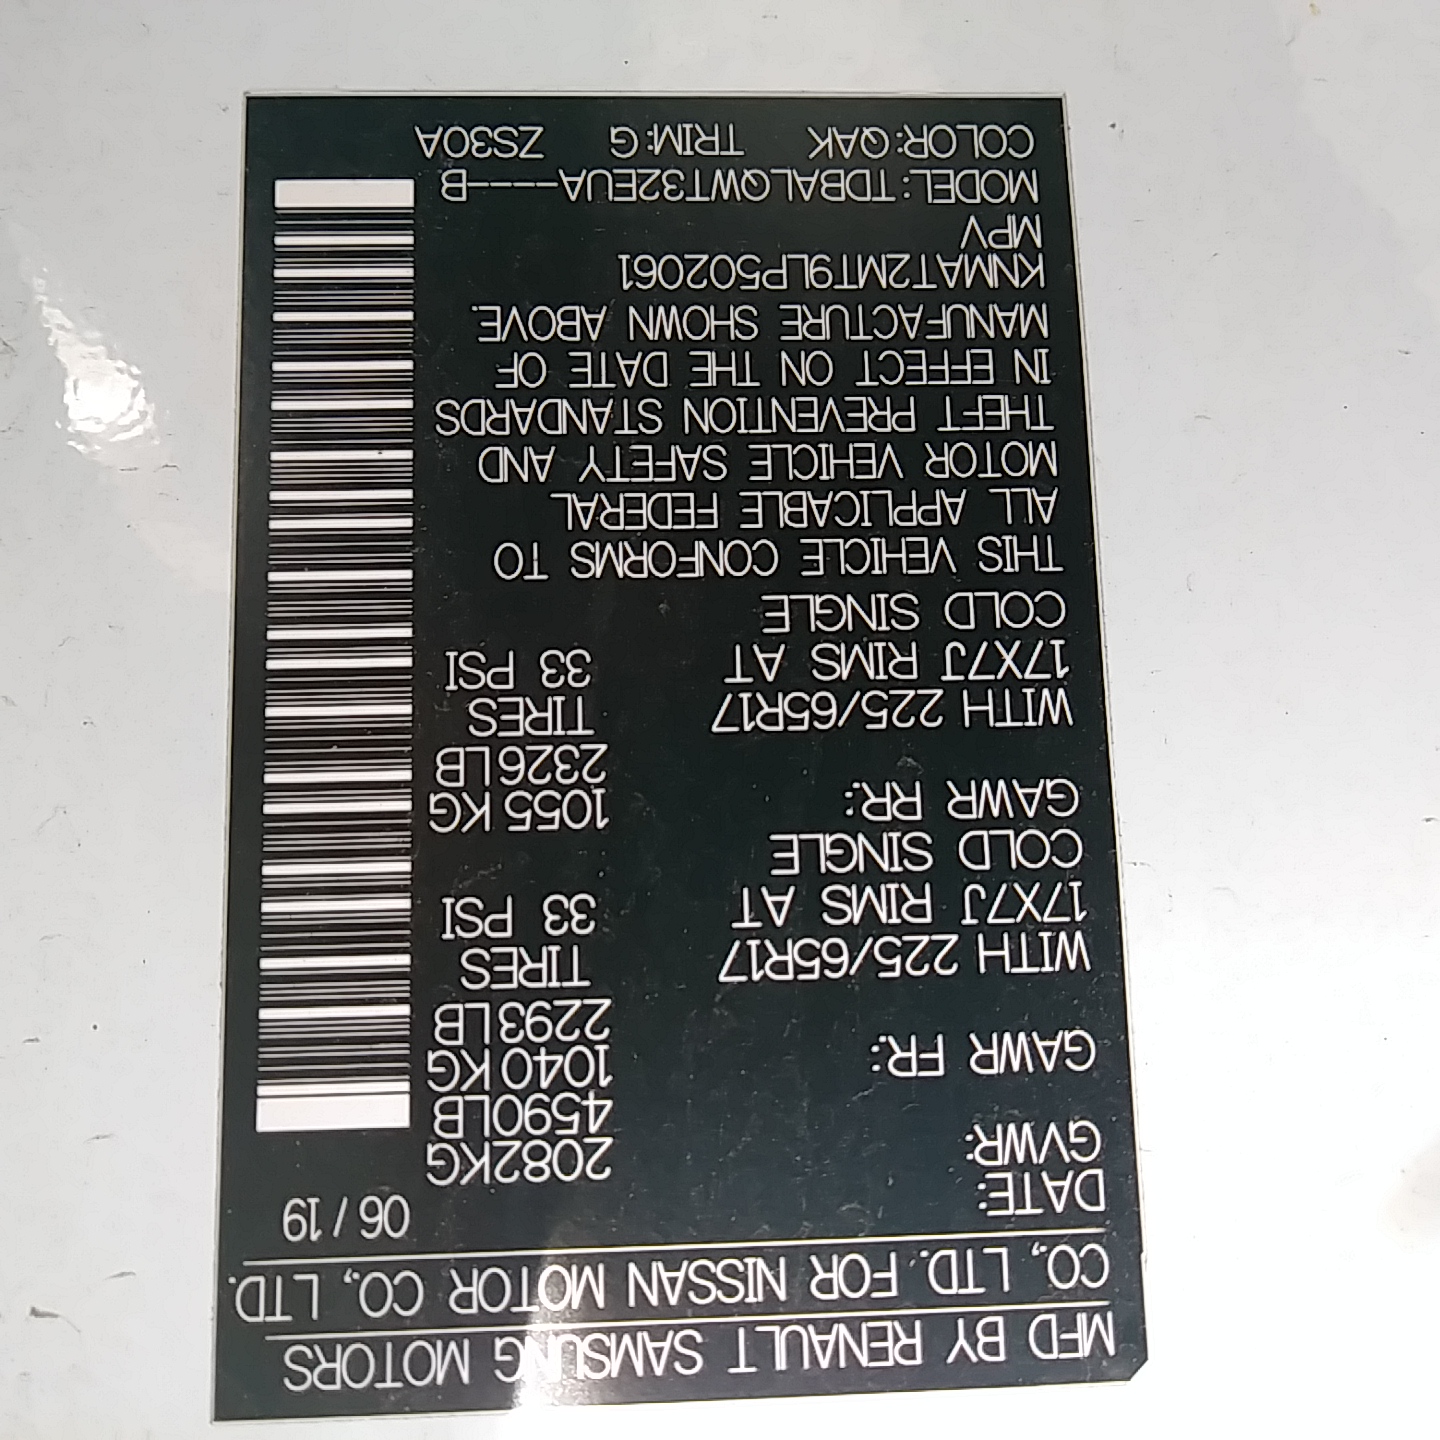 MFD BY RENAULT SAMSUNG MOTORS
CO., LTD. FOR NISSAN MOTOR CO., LTD.
DATE: 06 / 19
GVWR: 2082KG
4590LB
GAWR FR: 1040 KG
2293 LB
WITH 225/65R17 TIRES
17X7J RIMS AT 33 PSI
COLD SINGLE
GAWR RR: 1055 KG
2326 LB
WITH 225/65R17 TIRES
17X7J RIMS AT 33 PSI
COLD SINGLE
THIS VEHICLE CONFORMS TO
ALL APPLICABLE FEDERAL
MOTOR VEHICLE SAFETY AND
THEFT PREVENTION STANDARDS
IN EFFECT ON THE DATE OF
MANUFACTURE SHOWN ABOVE.
KNMAT2MT9LP502061
MPV
MODEL: TDBALQWT32EUA----B
COLOR: QAK TRIM: G ZS30A